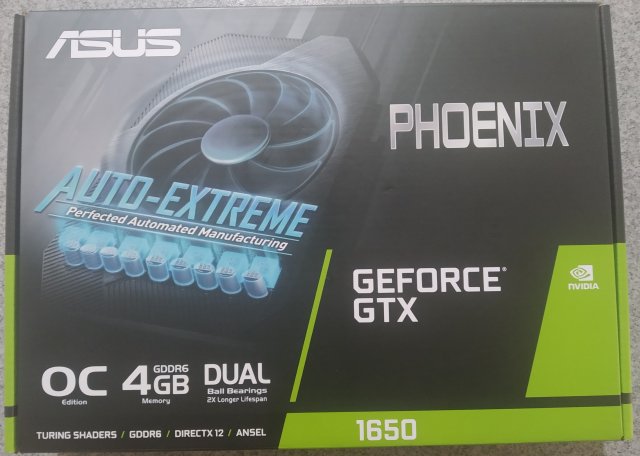 ASUS
PHOENIX
AUTO-EXTREME
Perfected Automated Manufacturing
GEFORCE®
GTX
NVIDIA
OC
Edition
4GB
GDDR6
Memory
DUAL
Ball Bearings
2X Longer Lifespan
TURING SHADERS / GDDR6 / DIRECTX 12 / ANSEL
1650